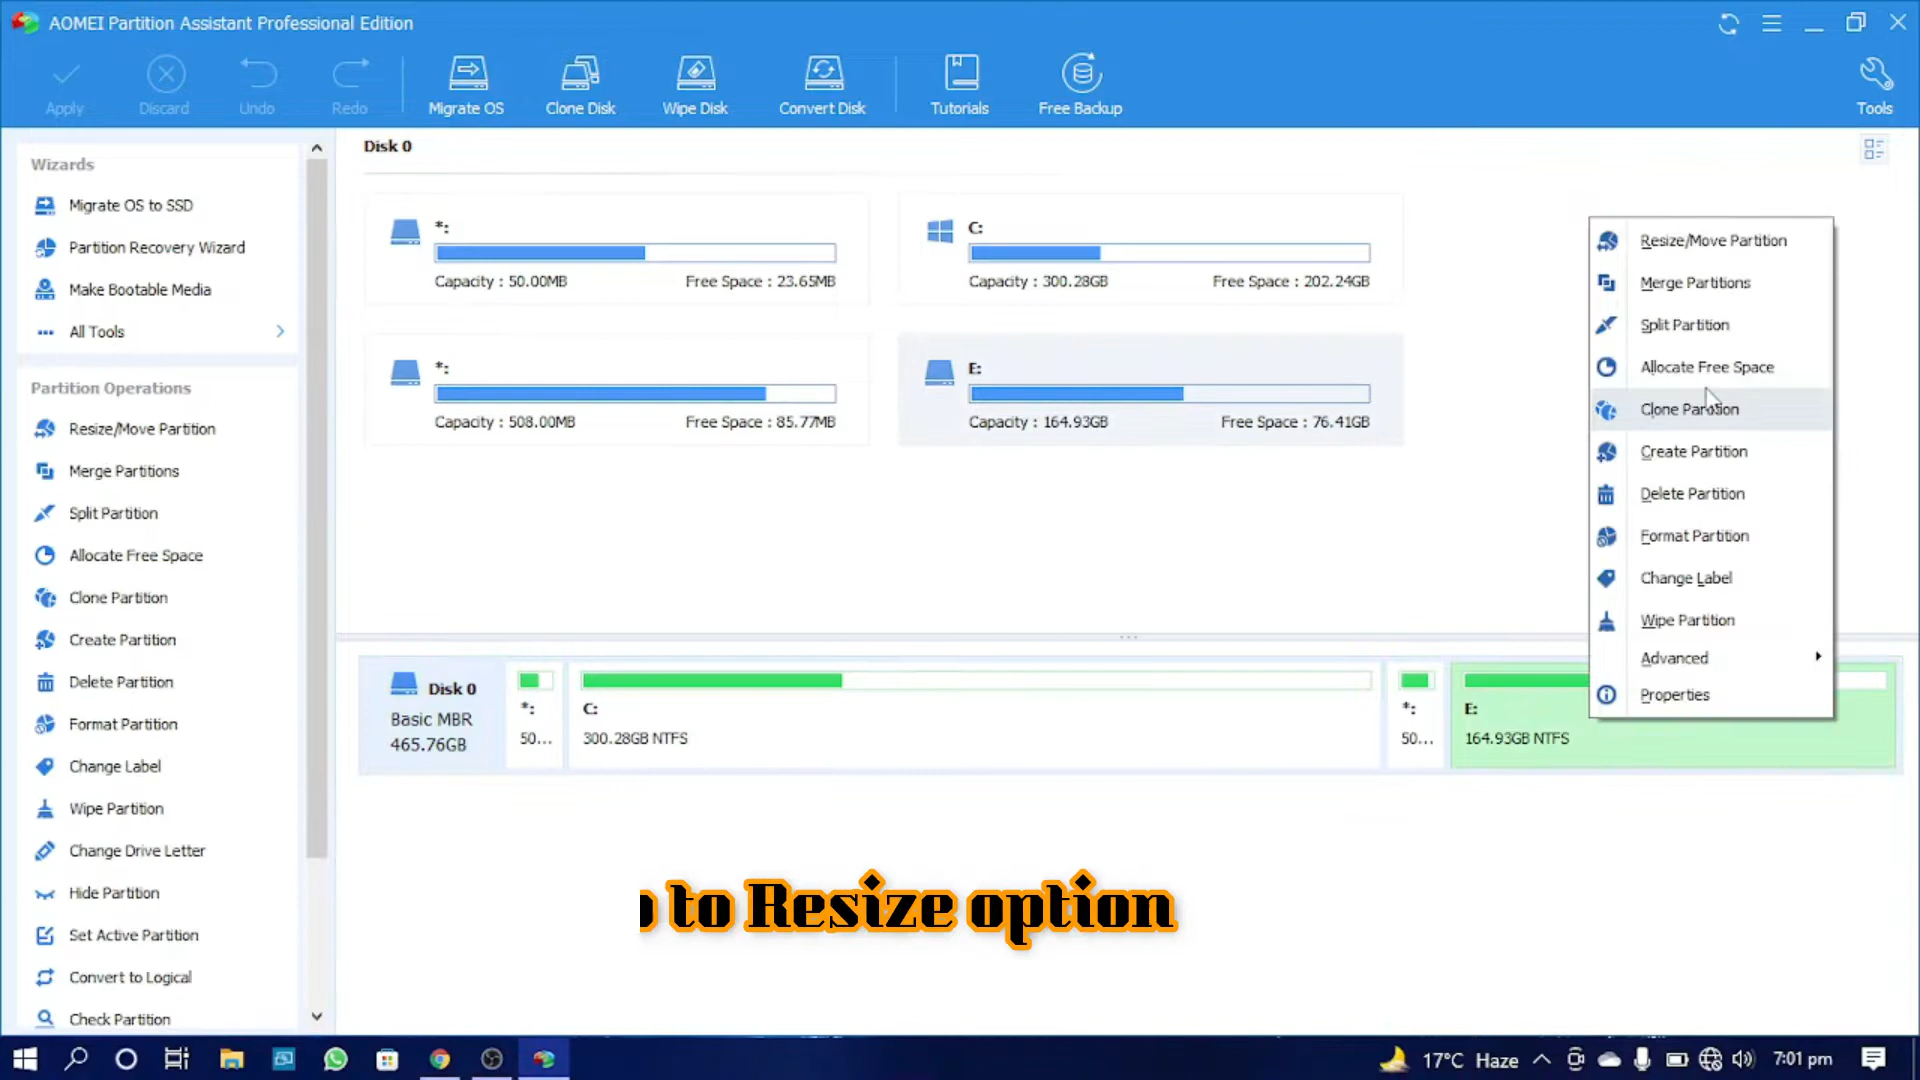 AOMEI Partition Assistant Professional Edition
Apply
Discard
Undo
Redo
Migrate OS
Clone Disk
Wipe Disk
Convert Disk
Tutorials
Free Backup
Tools
Wizards
Migrate OS to SSD
Partition Recovery Wizard
Make Bootable Media
All Tools
Partition Operations
Resize/Move Partition
Merge Partitions
Split Partition
Allocate Free Space
Clone Partition
Create Partition
Delete Partition
Format Partition
Change Label
Wipe Partition
Change Drive Letter
Hide Partition
Set Active Partition
Convert to Logical
Check Partition
Disk 0
*:
Capacity : 50.00MB Free Space : 23.65MB
C:
Capacity : 300.28GB Free Space : 202.24GB
*:
Capacity : 508.00MB Free Space : 85.77MB
E:
Capacity : 164.93GB Free Space : 76.41GB
Resize/Move Partition
Merge Partitions
Split Partition
Allocate Free Space
Clone Partition
Create Partition
Delete Partition
Format Partition
Change Label
Wipe Partition
Advanced
Properties
Disk 0
Basic MBR
465.76GB
*:
50...
C:
300.28GB NTFS
*:
50...
E:
164.93GB NTFS
to Resize option
17°C Haze
7:01 pm